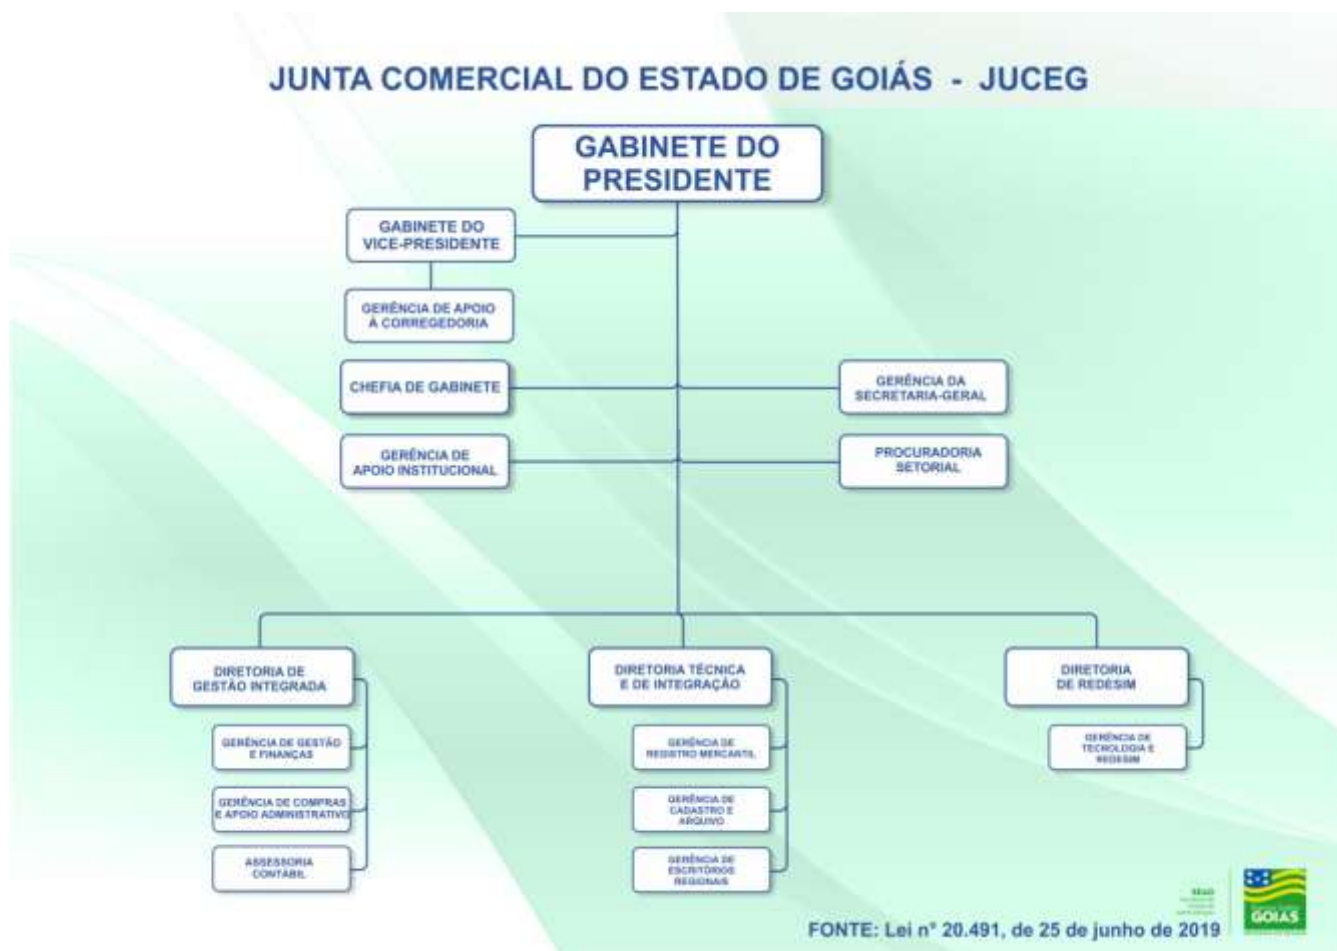 JUNTA COMERCIAL DO ESTADO DE GOIÁS - JUCEG
GABINETE DO
PRESIDENTE
GABINETE DO
VICE-PRESIDENTE
GERÊNCIA DE APOIO
À CORREGEDORIA
CHEFIA DE GABINETE
GERÊNCIA DA
SECRETARIA-GERAL
GERÊNCIA DE
APOIO INSTITUCIONAL
PROCURADORIA
SETORIAL
DIRETORIA DE
GESTÃO INTEGRADA
GERÊNCIA DE GESTÃO
E FINANÇAS
GERÊNCIA DE COMPRAS
E APOIO ADMINISTRATIVO
ASSESSORIA
CONTÁBIL
DIRETORIA TÉCNICA
E DE INTEGRAÇÃO
GERÊNCIA DE
REGISTRO MERCANTIL
GERÊNCIA DE
CADASTRO E
ARQUIVO
GERÊNCIA DE
ESCRITÓRIOS
REGIONAIS
DIRETORIA
DE REDESIM
GERÊNCIA DE
TECNOLOGIA E
REDESIM
GOIÁS
FONTE: Lei n° 20.491, de 25 de junho de 2019